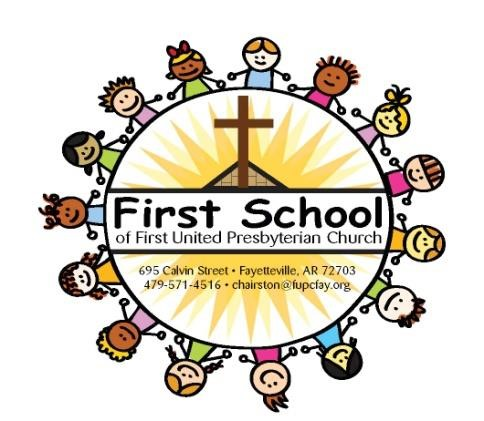 First School
of First United Presbyterian Church
695 Calvin Street • Fayetteville, AR 72703
479-571-4516 • chairston@fupcfay.org